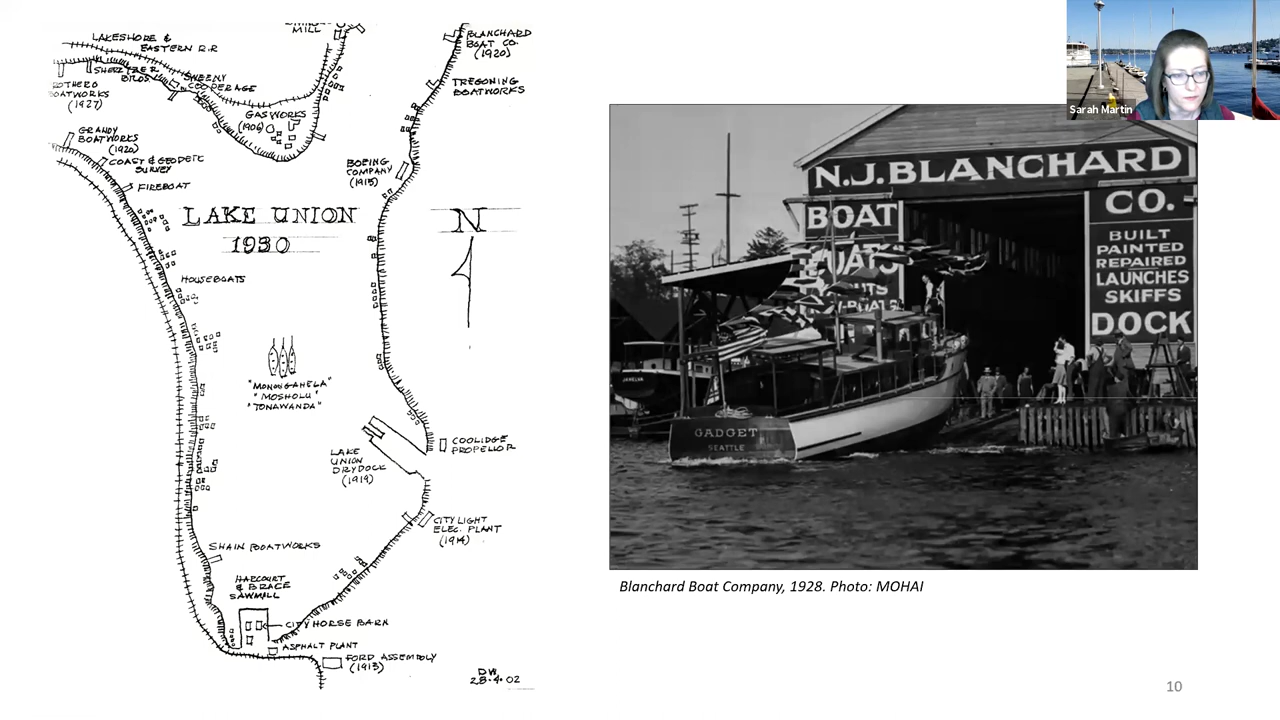 LAKESHORE &
EASTERN R.R
MILL
BLANCHARD
BOAT CO.
(1920)
BOATWORKS
(1927)
TREGONING
BOATWORKS
GASWORKS
(1906)
GRANDY
BOATWORKS
COAST & GEODETIC
SURVEY
FIREBOAT
BOEING
COMPANY
(1915)
LAKE UNION
1930
N
HOUSEBOATS
"MONONGAHELA"
"MOSHOLU"
"TONAWANDA"
LAKE
UNION
DRYDOCK
(1919)
COOLIDGE
PROPELLOR
CITY LIGHT
ELEC. PLANT
(1914)
SHAIN BOATWORKS
HARCOURT
& BRACE
SAWMILL
CITY HORSE BARN
ASPHALT PLANT
FORD ASSEMBLY
(1913)
DW
28.4.02
Sarah Martin
N.J. BLANCHARD
BOAT
CO.
BUILT
PAINTED
REPAIRED
LAUNCHES
SKIFFS
DOCK
GADGET
SEATTLE
Blanchard Boat Company, 1928. Photo: MOHAI
10